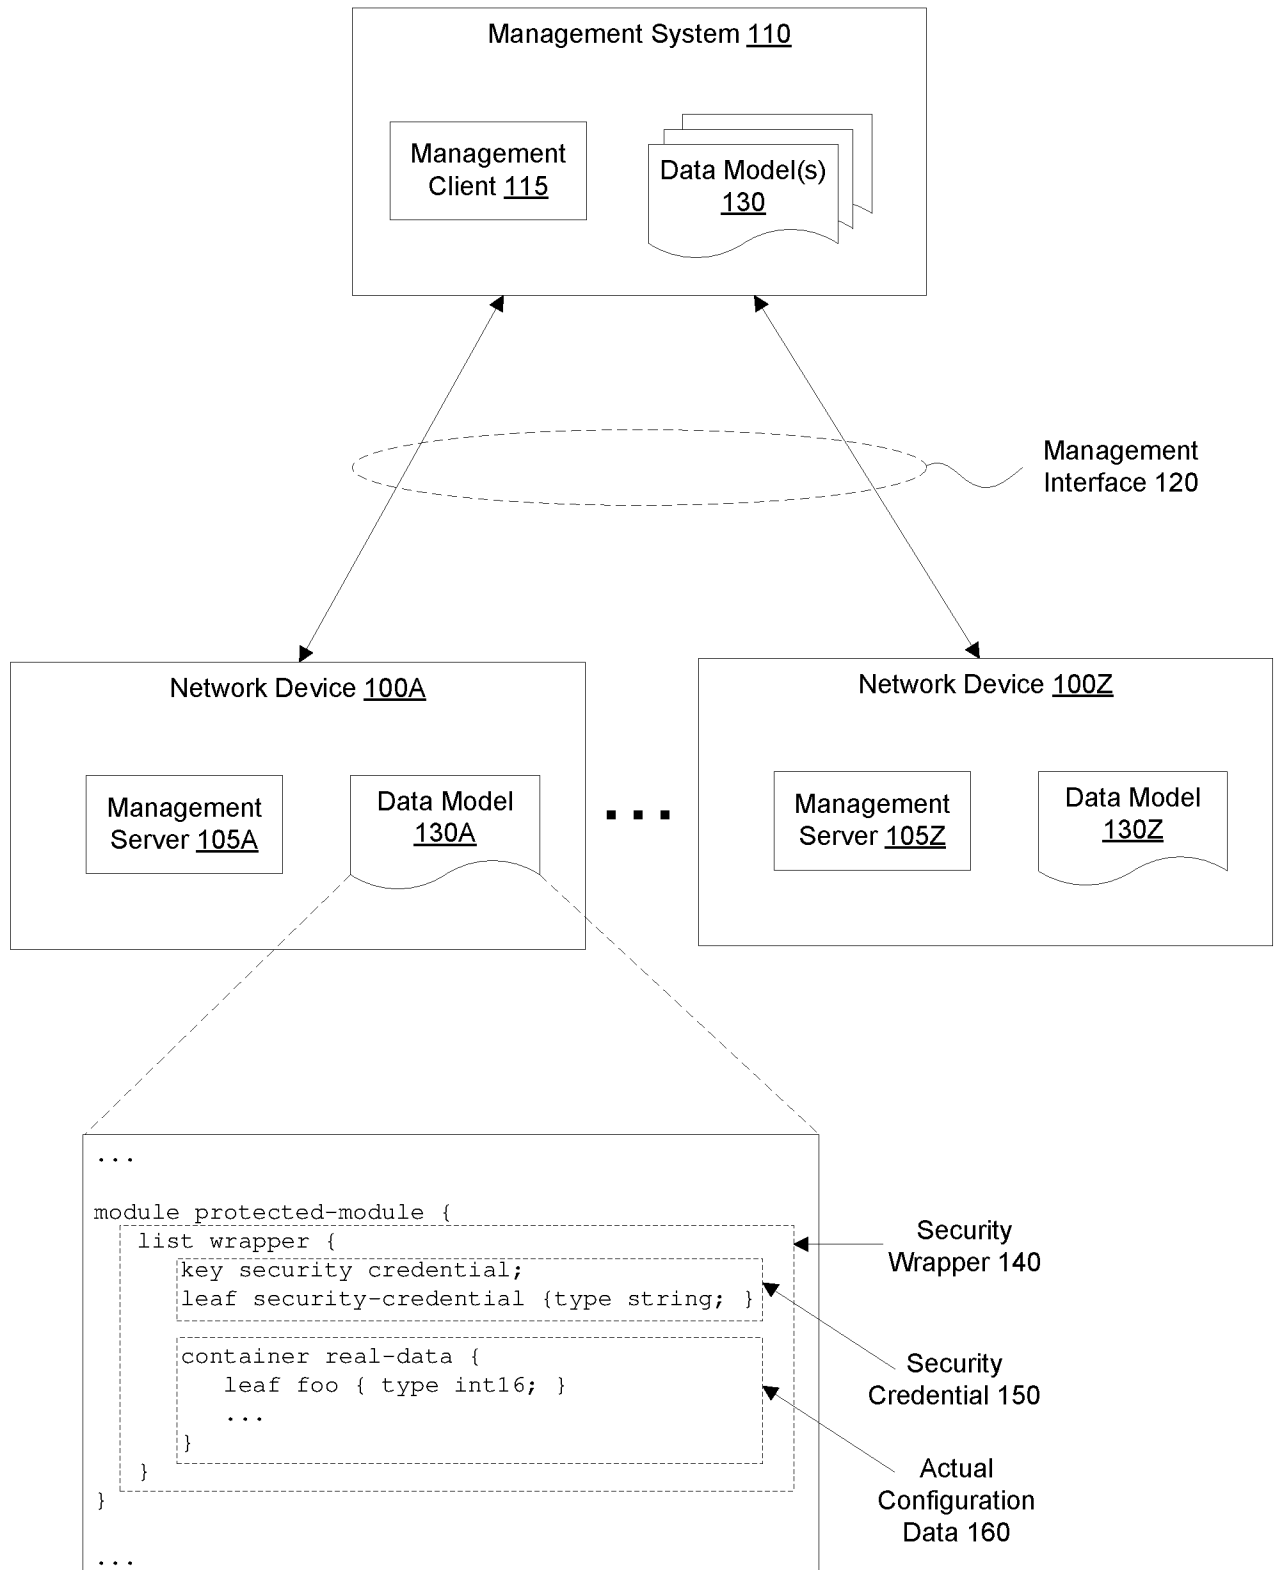 Management System 110
Management
Client 115
Data Model(s)
130
Management
Interface 120
Network Device 100A
Management
Server 105A
Data Model
130A
...
Network Device 100Z
Management
Server 105Z
Data Model
130Z
...
module protected-module {
list wrapper {
key security credential;
leaf security-credential {type string; }
container real-data {
leaf foo { type int16; }
...
}
}
}
...
Security
Wrapper 140
Security
Credential 150
Actual
Configuration
Data 160